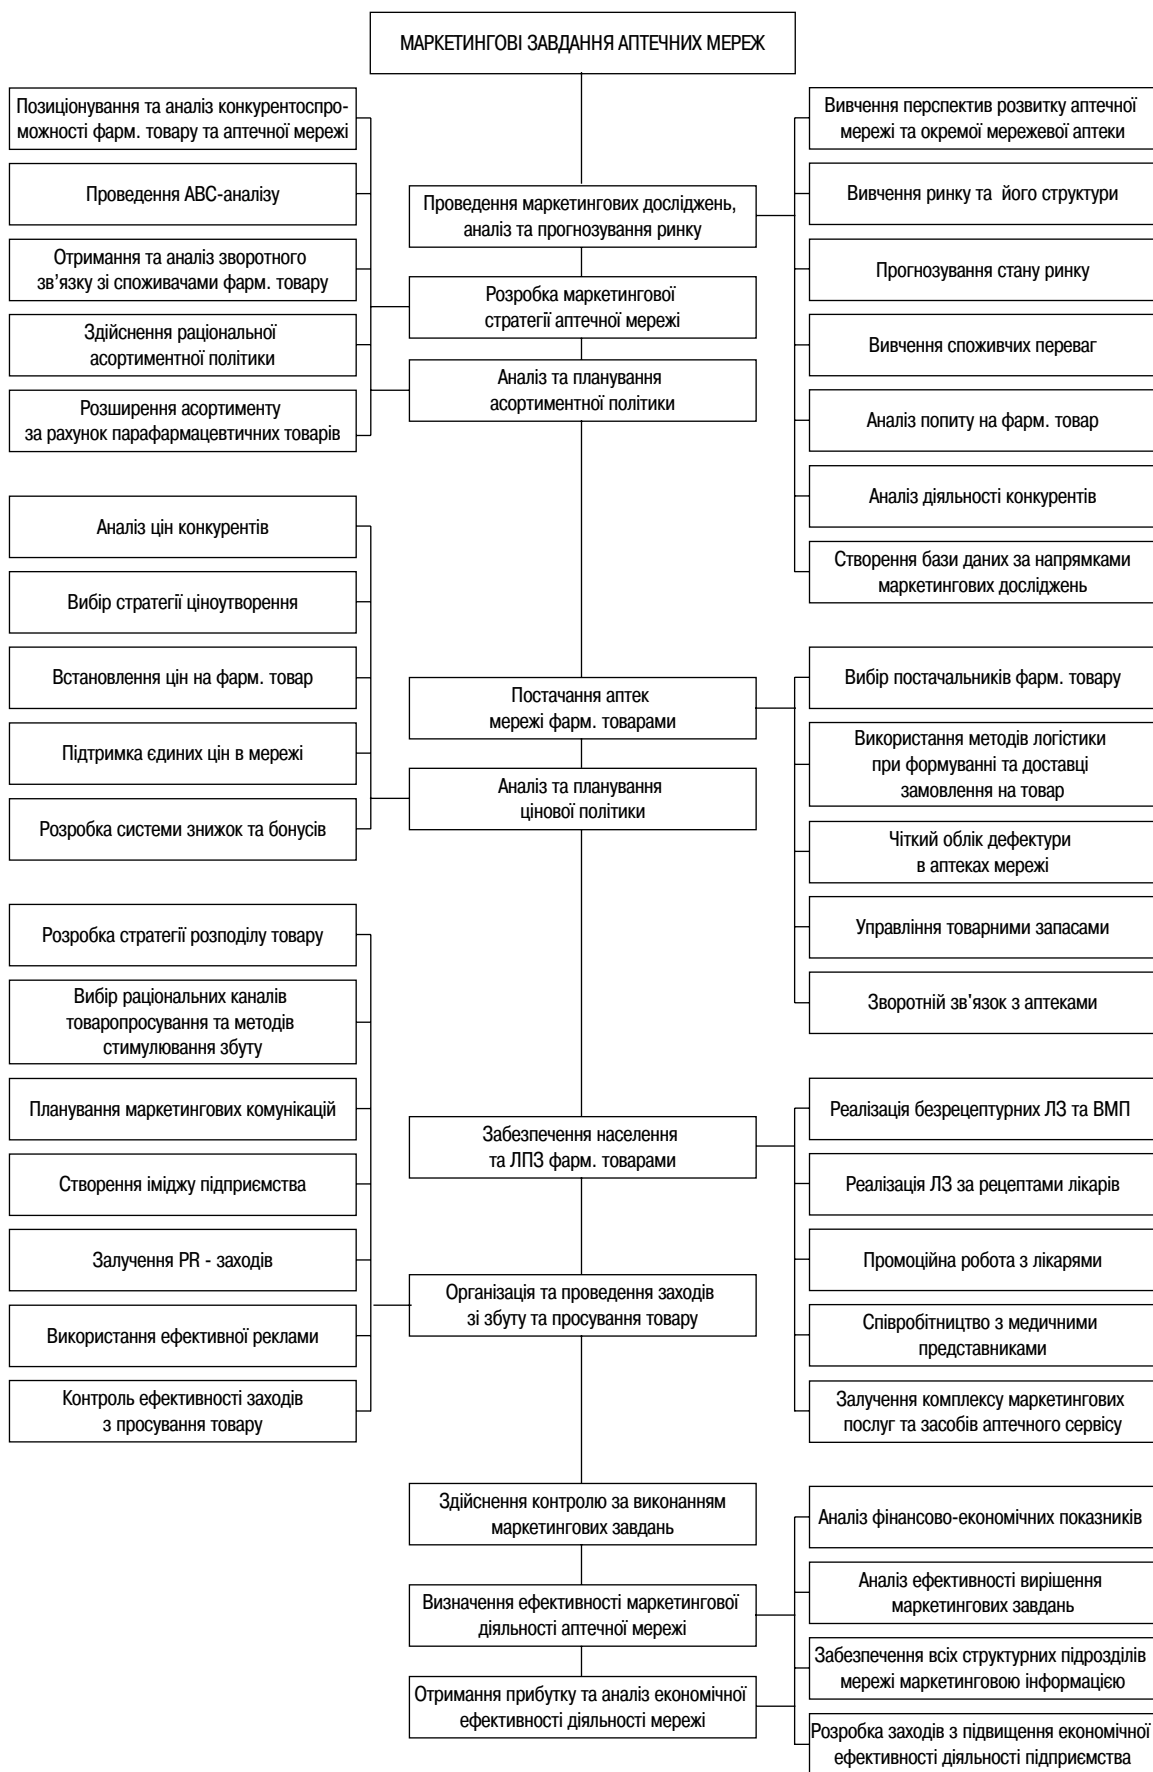 МАРКЕТИНГОВІ ЗАВДАННЯ АПТЕЧНИХ МЕРЕЖ
Позиціонування та аналіз конкурентоспро-
можності фарм. товару та аптечної мережі
Проведення АВС-аналізу
Отримання та аналіз зворотного
зв’язку зі споживачами фарм. товару
Здійснення раціональної
асортиментної політики
Розширення асортименту
за рахунок парафармацевтичних товарів
Проведення маркетингових досліджень,
аналіз та прогнозування ринку
Розробка маркетингової
стратегії аптечної мережі
Аналіз та планування
асортиментної політики
Вивчення перспектив розвитку аптечної
мережі та окремої мережевої аптеки
Вивчення ринку та його структури
Прогнозування стану ринку
Вивчення споживчих переваг
Аналіз попиту на фарм. товар
Аналіз діяльності конкурентів
Створення бази даних за напрямками
маркетингових досліджень
Аналіз цін конкурентів
Вибір стратегії ціноутворення
Встановлення цін на фарм. товар
Підтримка єдиних цін в мережі
Розробка системи знижок та бонусів
Постачання аптек
мережі фарм. товарами
Аналіз та планування
цінової політики
Вибір постачальників фарм. товару
Використання методів логістики
при формуванні та доставці
замовлення на товар
Чіткий облік дефектури
в аптеках мережі
Управління товарними запасами
Зворотній зв'язок з аптеками
Розробка стратегії розподілу товару
Вибір раціональних каналів
товаропросування та методів
стимулювання збуту
Планування маркетингових комунікацій
Створення іміджу підприємства
Залучення PR - заходів
Використання ефективної реклами
Контроль ефективності заходів
з просування товару
Забезпечення населення
та ЛПЗ фарм. товарами
Організація та проведення заходів
зі збуту та просування товару
Реалізація безрецептурних ЛЗ та ВМП
Реалізація ЛЗ за рецептами лікарів
Промоційна робота з лікарями
Співробітництво з медичними
представниками
Залучення комплексу маркетингових
послуг та засобів аптечного сервісу
Здійснення контролю за виконанням
маркетингових завдань
Визначення ефективності маркетингової
діяльності аптечної мережі
Отримання прибутку та аналіз економічної
ефективності діяльності мережі
Аналіз фінансово-економічних показників
Аналіз ефективності вирішення
маркетингових завдань
Забезпечення всіх структурних підрозділів
мережі маркетинговою інформацією
Розробка заходів з підвищення економічної
ефективності діяльності підприємства